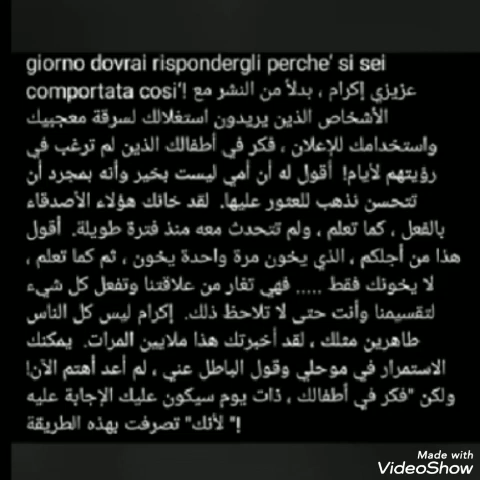 giorno dovrai rispondergli perche' si sei
comportata cosi'! عزيزي إكرام ، بدلاً من النشر مع
الأشخاص الذين يريدون استغلالك لسرقة معجبيك
واستخدامك للإعلان ، فكر في أطفالك الذين لم ترغب في
رؤيتهم لأيام! أقول له أن أمي ليست بخير وأنه بمجرد أن
تتحسن نذهب للعثور عليها. لقد خانك هؤلاء الأصدقاء
بالفعل ، كما تعلم ، ولم تتحدث معه منذ فترة طويلة. أقول
هذا من أجلكم ، الذي يخون مرة واحدة يخون ، ثم كما تعلم ،
لا يخونك فقط ..... فهي تغار من علاقتنا وتفعل كل شيء
لتقسيمنا وأنت حتى لا تلاحظ ذلك. إكرام ليس كل الناس
طاهرين مثلك ، لقد أخبرتك هذا ملايين المرات. يمكنك
الاستمرار في موحلي وقول الباطل عني ، لم أعد أهتم الآن!
ولكن "فكر في أطفالك ، ذات يوم سيكون عليك الإجابة عليه
"لأنك" تصرفت بهذه الطريقة!
Made with
VideoShow